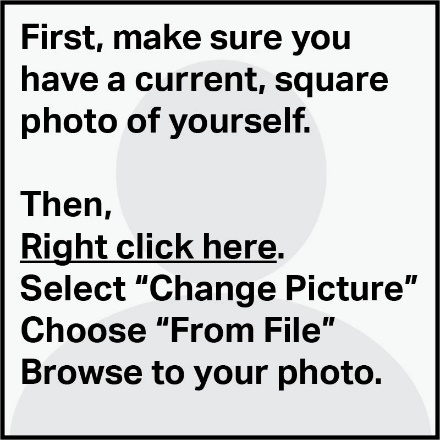 First, make sure you
have a current, square
photo of yourself.
Then,
Right click here.
Select “Change Picture”
Choose “From File”
Browse to your photo.